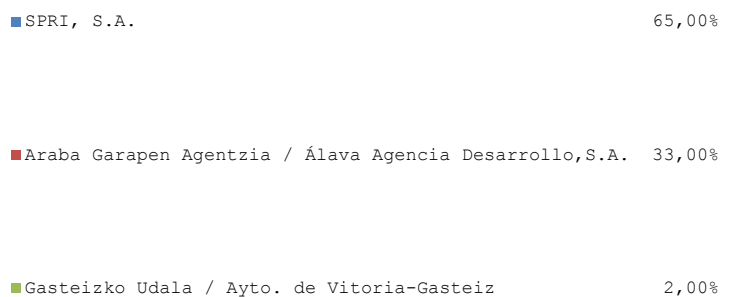 SPRI, S.A. 65,00%
Araba Garapen Agentzia / Álava Agencia Desarrollo,S.A. 33,00%
Gasteizko Udala / Ayto. de Vitoria-Gasteiz 2,00%